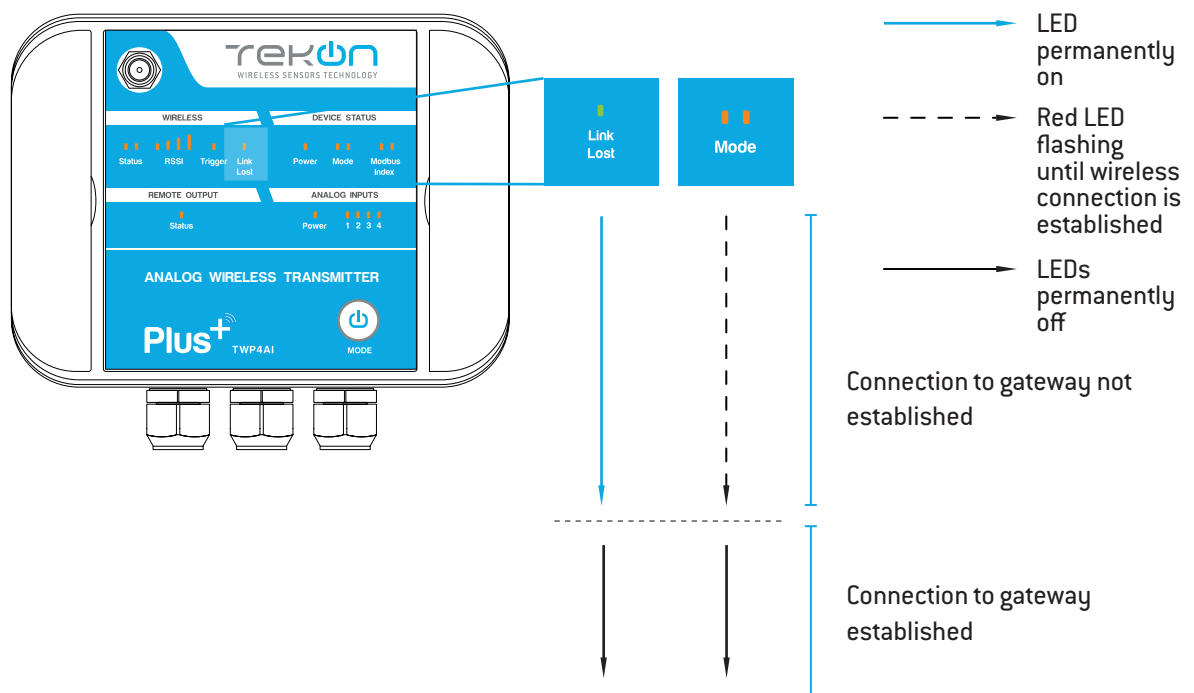 TEKON
WIRELESS SENSORS TECHNOLOGY
WIRELESS
DEVICE STATUS
Status
RSSI
Trigger
Link
Lost
Power
Mode
Modbus
Index
REMOTE OUTPUT
ANALOG INPUTS
Status
Power
1 2 3 4
ANALOG WIRELESS TRANSMITTER
Plus+
TWP4AI
MODE
Link
Lost
Mode
LED
permanently
on
Red LED
flashing
until wireless
connection is
established
LEDs
permanently
off
Connection to gateway not
established
Connection to gateway
established